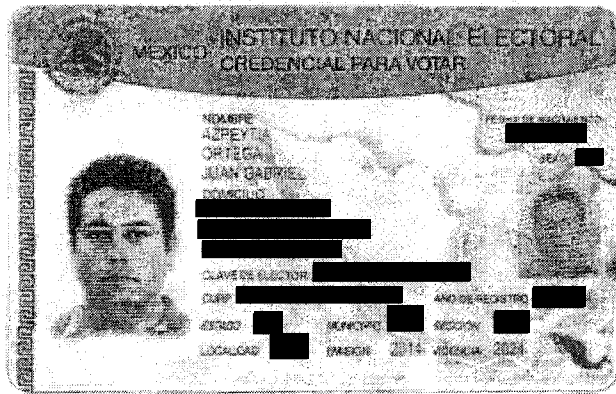 MÉXICO INSTITUTO NACIONAL ELECTORAL
CREDENCIAL PARA VOTAR
NOMBRE
AZPEYTIA
ORTEGA
JUAN GABRIEL
DOMICILIO
FECHA DE NACIMIENTO
SEXO
CLAVE DE ELECTOR
CURP
AÑO DE REGISTRO
ESTADO
MUNICIPIO
SECCIÓN
LOCALIDAD
EMISIÓN 2014
VIGENCIA 2024